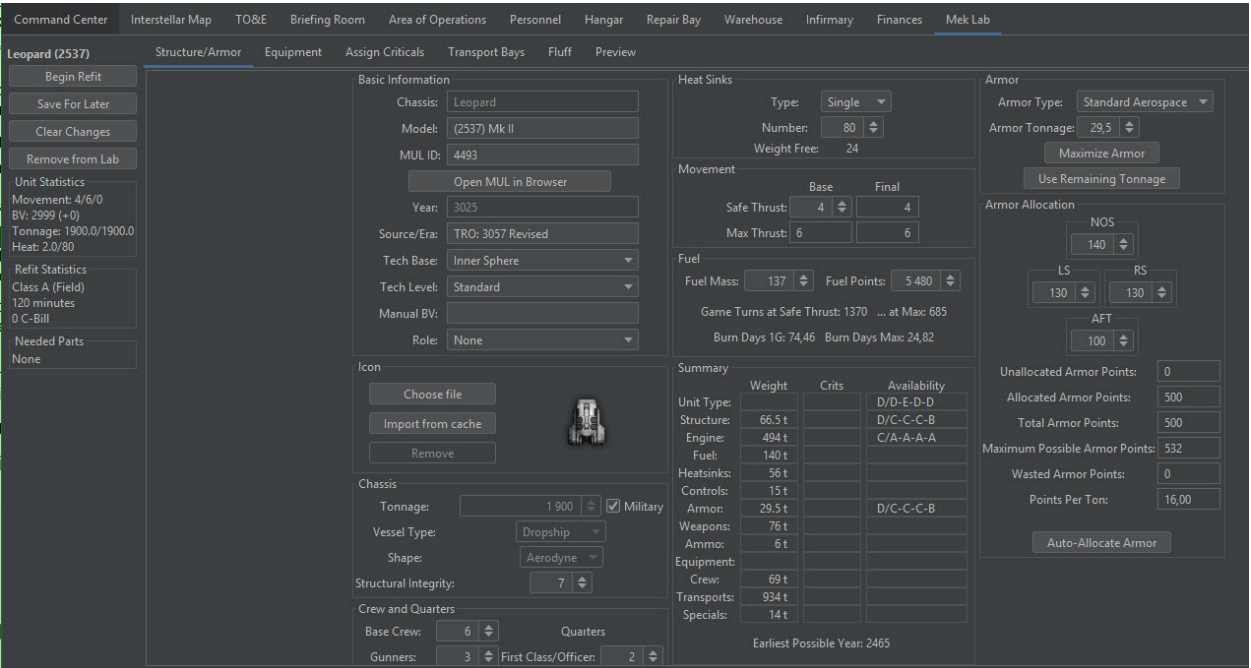 Command Center Interstellar Map TO&E Briefing Room Area of Operations Personnel Hangar Repair Bay Warehouse Infirmary Finances Mek Lab
Leopard (2537)
Begin Refit
Save For Later
Clear Changes
Remove from Lab
Unit Statistics
Movement: 4/6/0
BV: 2999 (+0)
Tonnage: 1900.0/1900.0
Heat: 2.0/80
Refit Statistics
Class A (Field)
120 minutes
0 C-Bill
Needed Parts
None
Structure/Armor Equipment Assign Criticals Transport Bays Fluff Preview
Basic Information
Chassis: Leopard
Model: (2537) Mk II
MUL ID: 4493
Open MUL in Browser
Year: 3025
Source/Era: TRO: 3057 Revised
Tech Base: Inner Sphere
Tech Level: Standard
Manual BV:
Role: None
Icon
Choose file
Import from cache
Remove
Chassis
Tonnage: 1 900 Military
Vessel Type: Dropship
Shape: Aerodyne
Structural Integrity: 7
Crew and Quarters
Base Crew: 6 Quarters
Gunners: 3 First Class/Officer: 2
Heat Sinks
Type: Single
Number: 80
Weight Free: 24
Movement
Base Final
Safe Thrust: 4 4
Max Thrust: 6 6
Fuel
Fuel Mass: 137 Fuel Points: 5 480
Game Turns at Safe Thrust: 1370 ... at Max: 685
Burn Days 1G: 74,46 Burn Days Max: 24,82
Summary
Weight Crits Availability
Unit Type: D/D-E-D-D
Structure: 66.5 t D/C-C-C-B
Engine: 494 t C/A-A-A-A
Fuel: 140 t
Heatsinks: 56 t
Controls: 15 t
Armor: 29.5 t D/C-C-C-B
Weapons: 76 t
Ammo: 6 t
Equipment:
Crew: 69 t
Transports: 934 t
Specials: 14 t
Earliest Possible Year: 2465
Armor
Armor Type: Standard Aerospace
Armor Tonnage: 29,5
Maximize Armor
Use Remaining Tonnage
Armor Allocation
NOS
140
LS RS
130 130
AFT
100
Unallocated Armor Points: 0
Allocated Armor Points: 500
Total Armor Points: 500
Maximum Possible Armor Points: 532
Wasted Armor Points: 0
Points Per Ton: 16,00
Auto-Allocate Armor